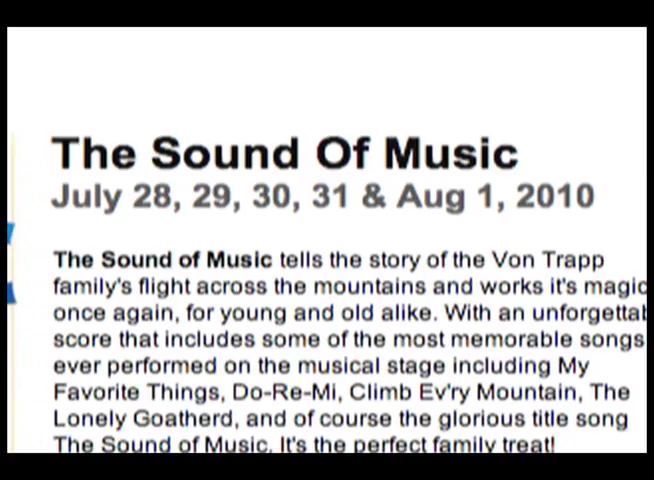 The Sound Of Music
July 28, 29, 30, 31 & Aug 1, 2010
The Sound of Music tells the story of the Von Trapp
family's flight across the mountains and works it's magic
once again, for young and old alike. With an unforgettab
score that includes some of the most memorable songs
ever performed on the musical stage including My
Favorite Things, Do-Re-Mi, Climb Ev'ry Mountain, The
Lonely Goatherd, and of course the glorious title song
The Sound of Music. It's the perfect family treat!